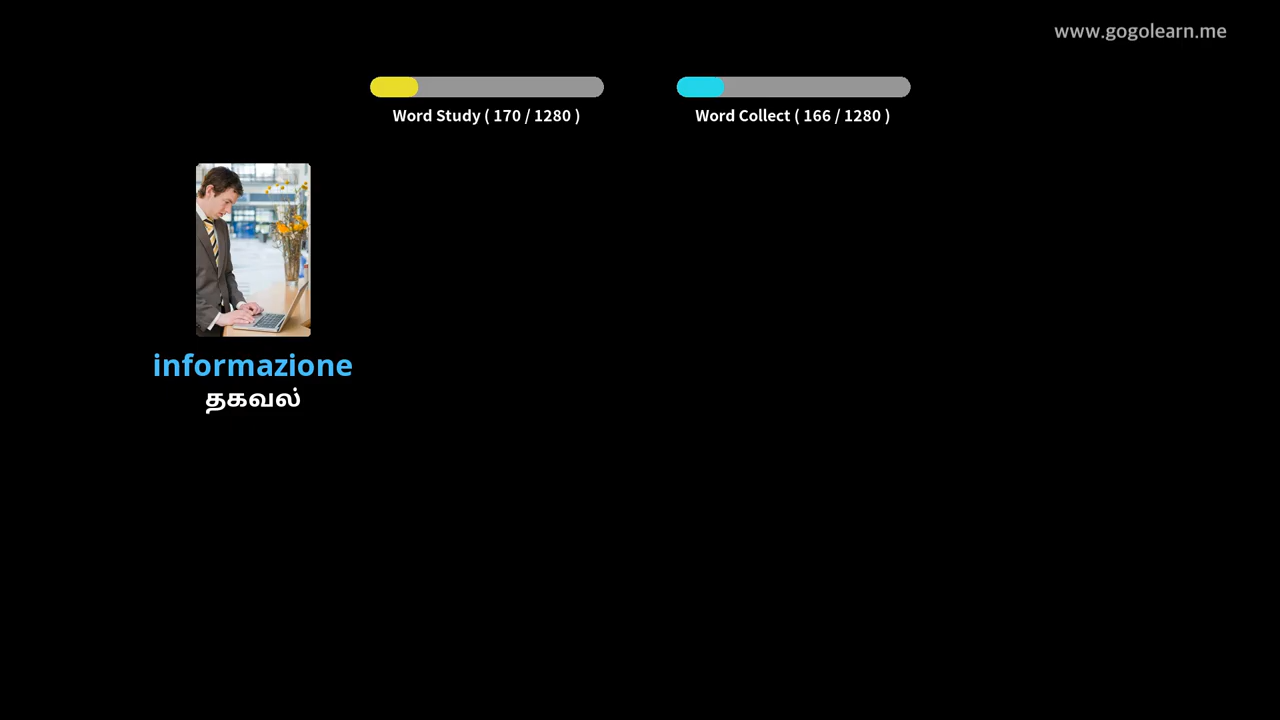 www.gogolearn.me
Word Study ( 170 / 1280 )
Word Collect ( 166 / 1280 )
informazione
தகவல்